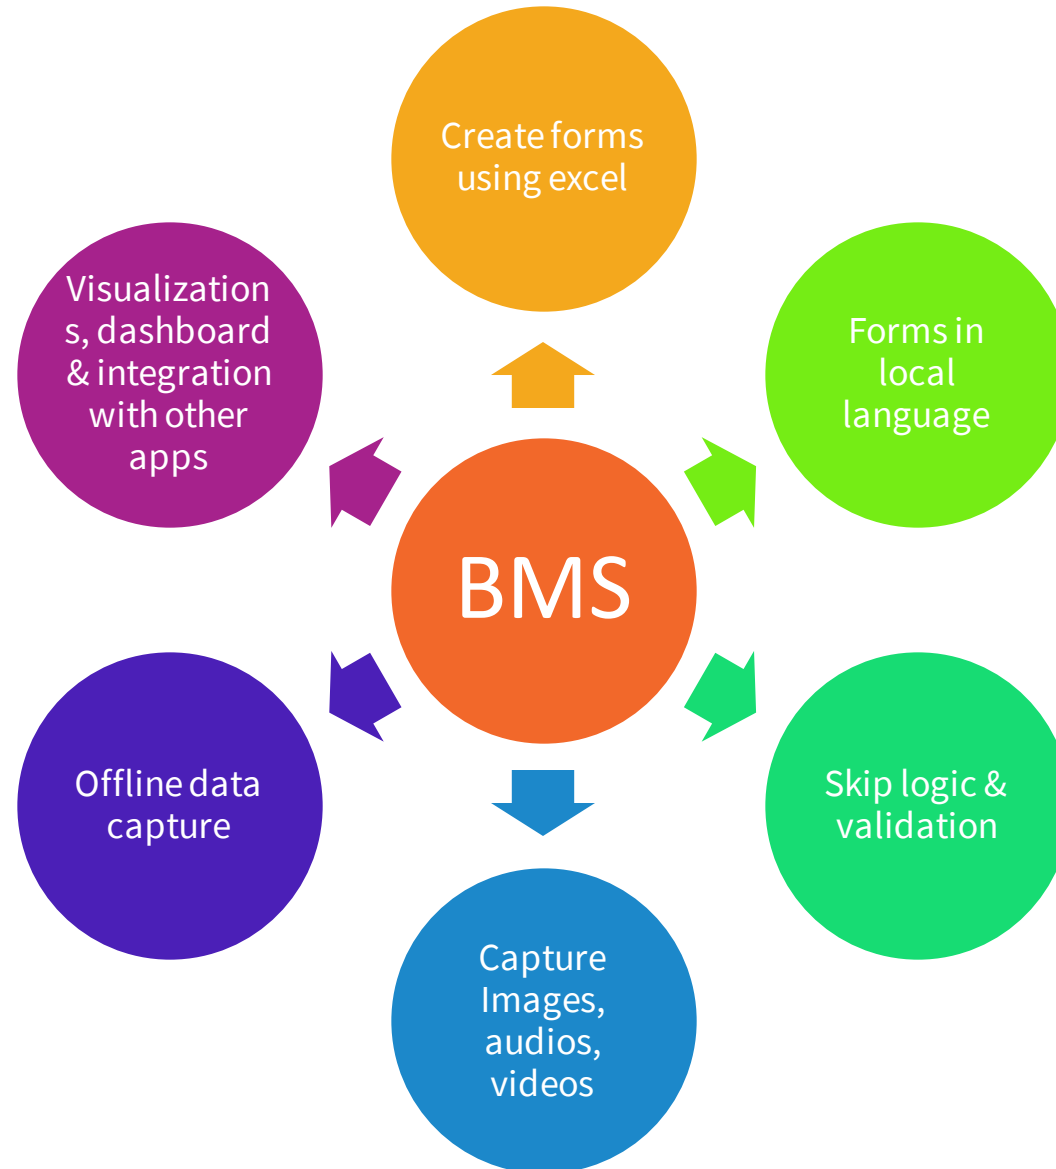 Create forms
using excel
Visualization
s, dashboard
& integration
with other
apps
Forms in
local
language
BMS
Offline data
capture
Skip logic &
validation
Capture
Images,
audios,
videos